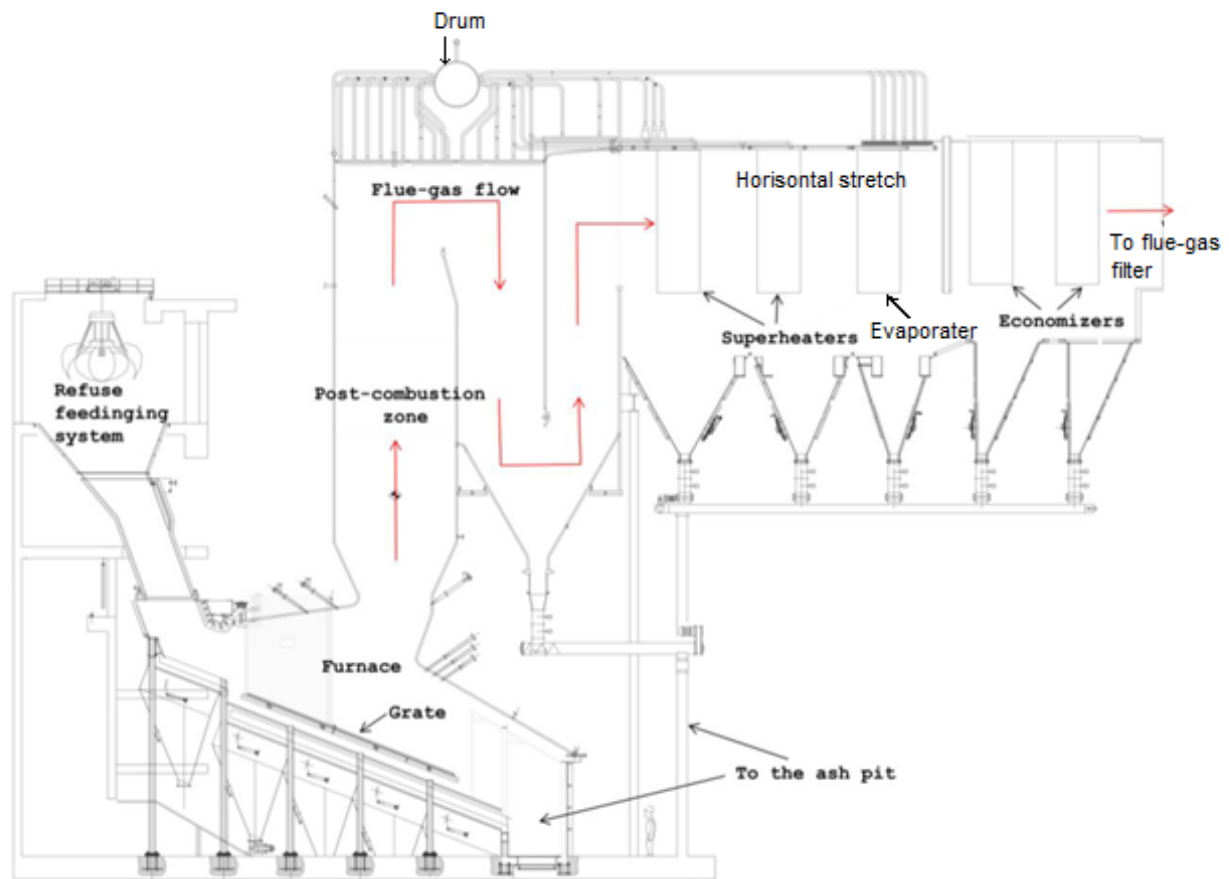 Drum
Flue-gas flow
Horisontal stretch
To flue-gas
filter
Superheaters
Evaporater
Economizers
Refuse
feedinging
system
Post-combustion
zone
Furnace
Grate
To the ash pit